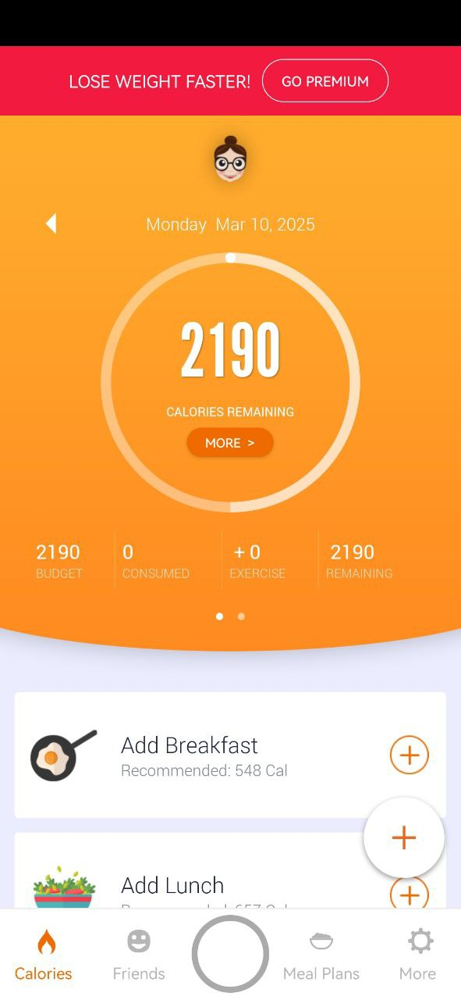 LOSE WEIGHT FASTER! GO PREMIUM
Monday Mar 10, 2025
2190
CALORIES REMAINING
MORE >
2190 0 + 0 2190
BUDGET CONSUMED EXERCISE REMAINING
Add Breakfast
Recommended: 548 Cal
Add Lunch
Calories Friends Meal Plans More